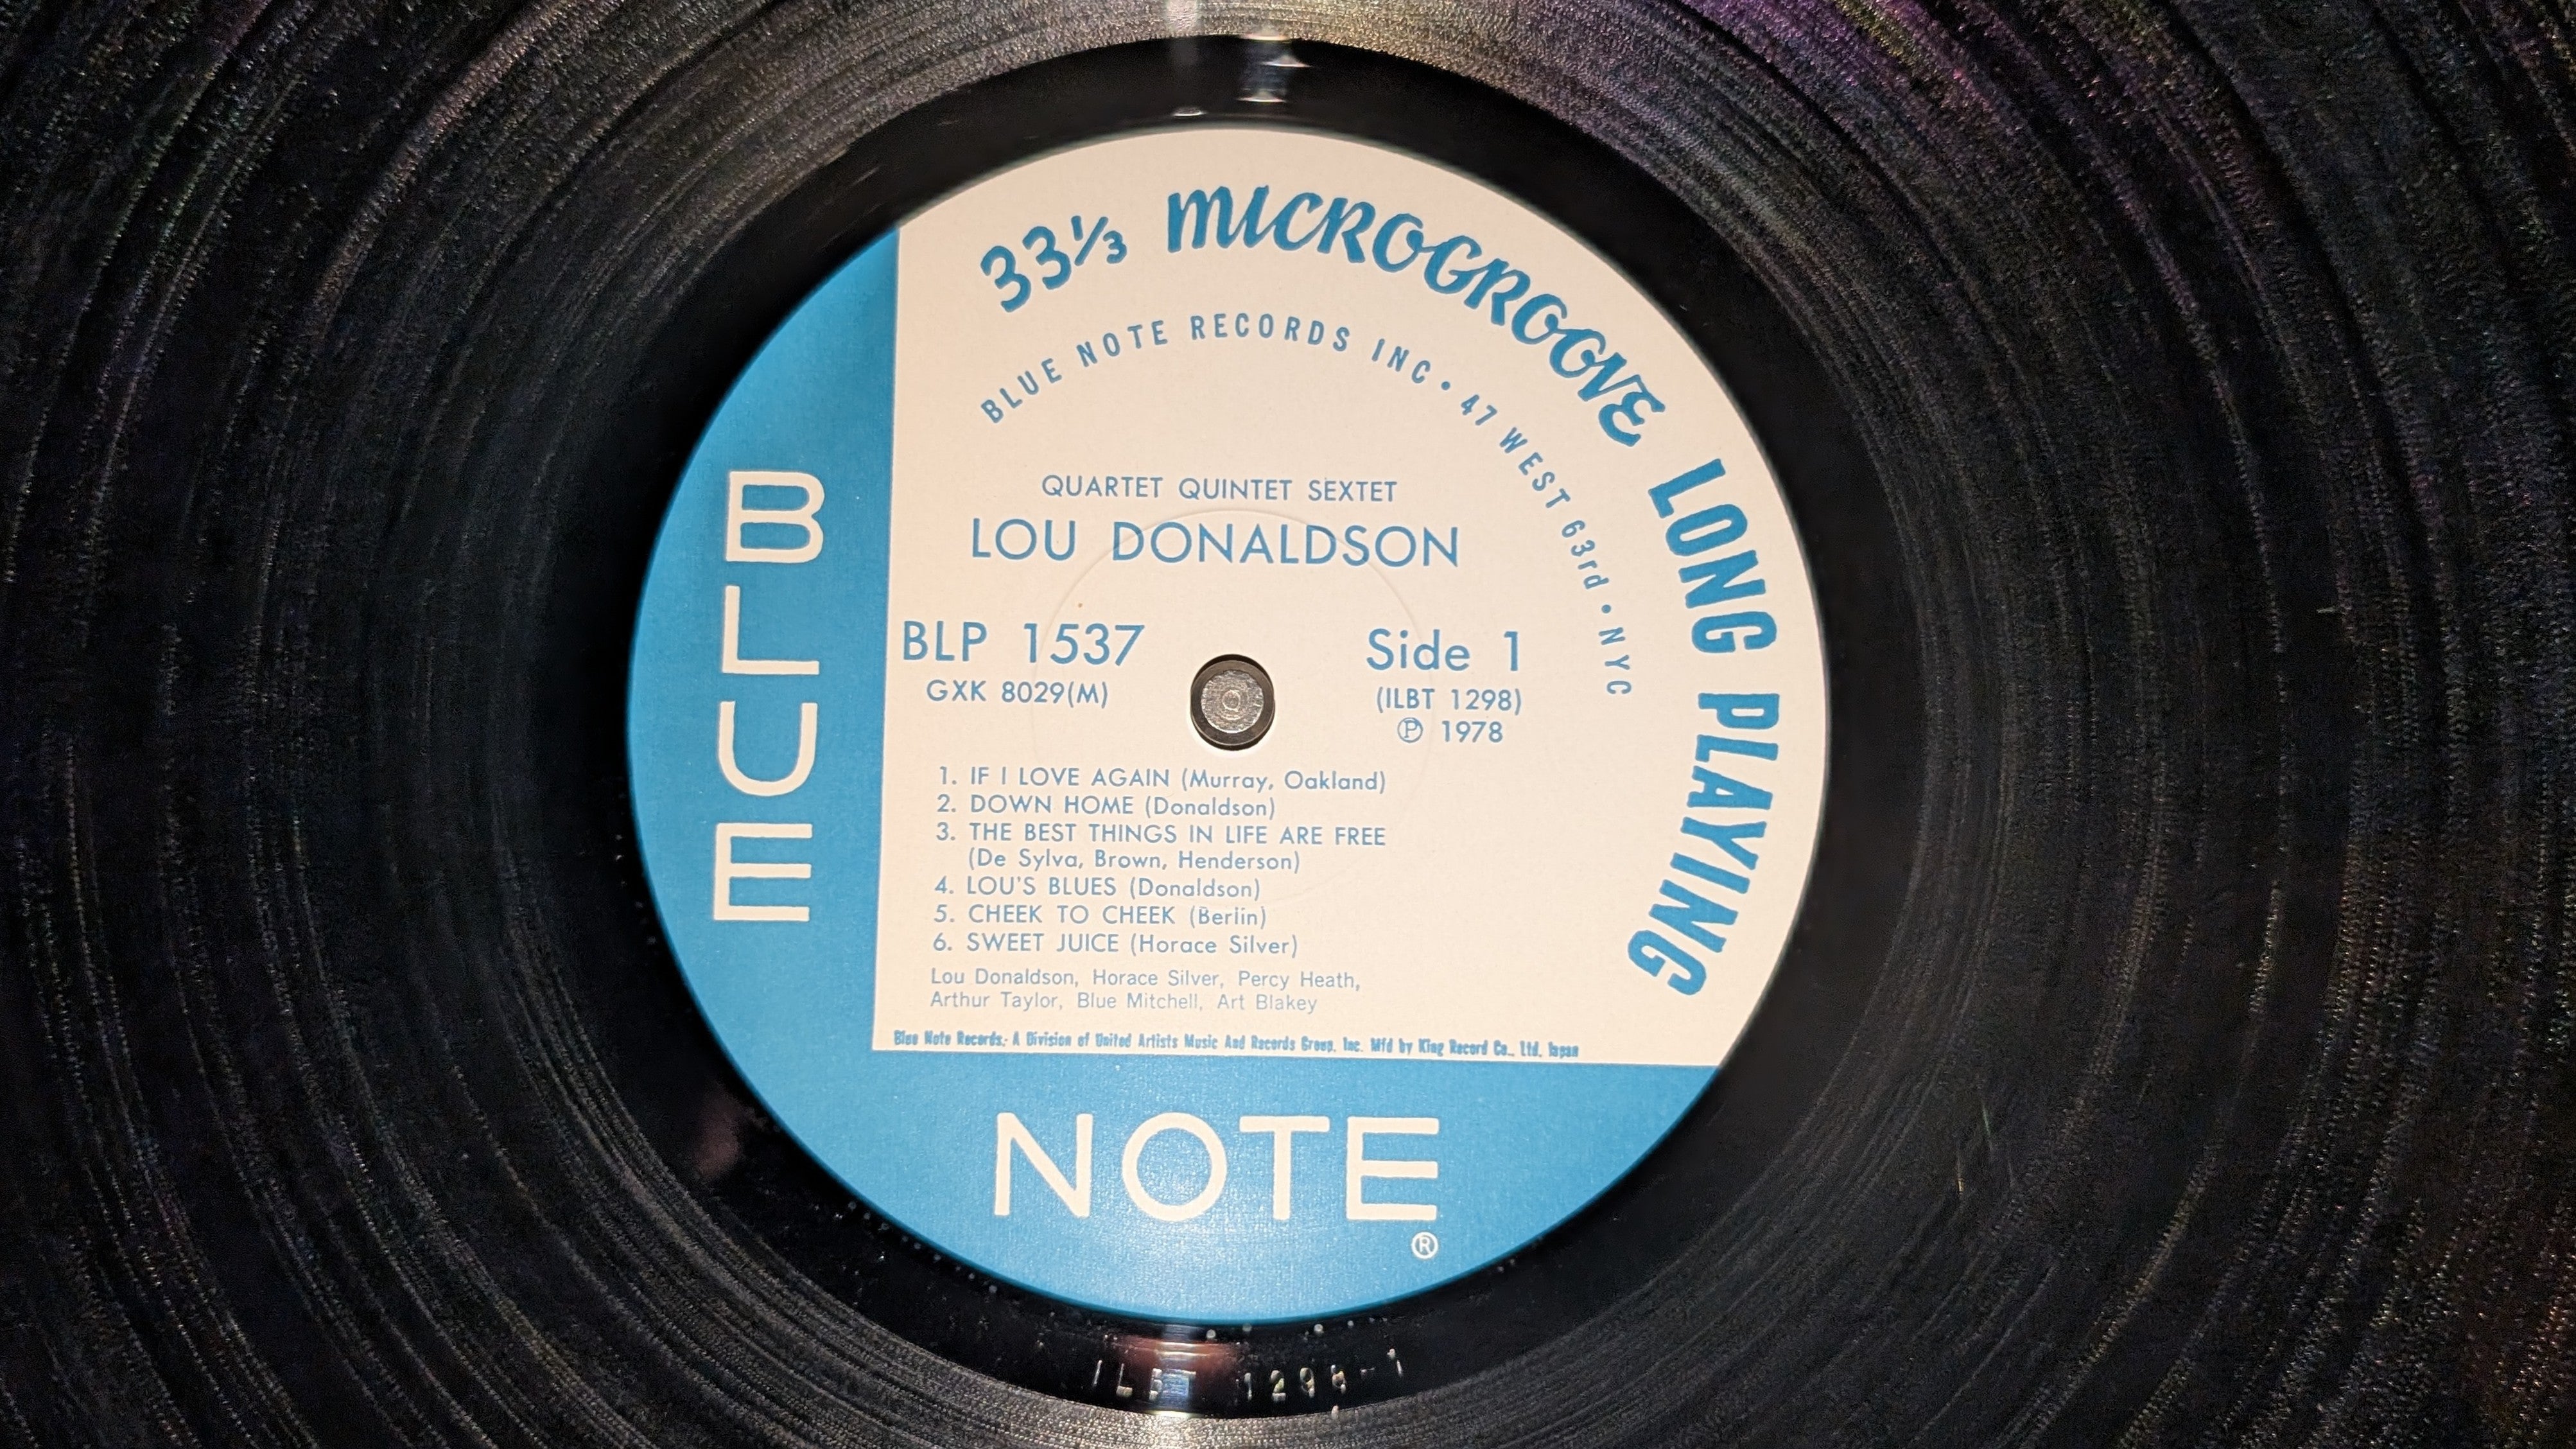 33⅓ MICROGROOVE LONG PLAYING
BLUE NOTE RECORDS INC • 47 WEST 63rd • NYC
QUARTET QUINTET SEXTET
LOU DONALDSON
BLP 1537
GXK 8029(M)
Side 1
(ILBT 1298)
Ⓟ 1978
1. IF I LOVE AGAIN (Murray, Oakland)
2. DOWN HOME (Donaldson)
3. THE BEST THINGS IN LIFE ARE FREE
(De Sylva, Brown, Henderson)
4. LOU'S BLUES (Donaldson)
5. CHEEK TO CHEEK (Berlin)
6. SWEET JUICE (Horace Silver)
Lou Donaldson, Horace Silver, Percy Heath,
Arthur Taylor, Blue Mitchell, Art Blakey
Blue Note Records.- A Division of United Artists Music And Records Group, Inc. Mfd by King Record Co., Ltd. Japan
BLUE
NOTE
®
ILBT 1298-1